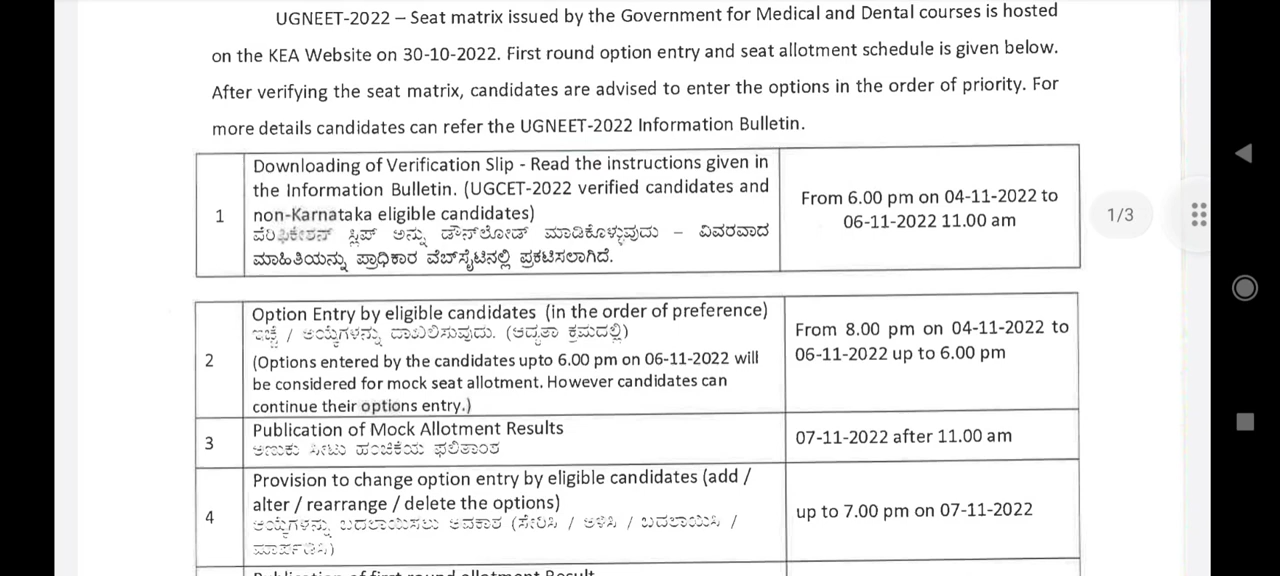 UGNEET-2022 – Seat matrix issued by the Government for Medical and Dental courses is hosted
on the KEA Website on 30-10-2022. First round option entry and seat allotment schedule is given below.
After verifying the seat matrix, candidates are advised to enter the options in the order of priority. For
more details candidates can refer the UGNEET-2022 Information Bulletin.
1
Downloading of Verification Slip - Read the instructions given in
the Information Bulletin. (UGCET-2022 verified candidates and
non-Karnataka eligible candidates)
ವೆರಿಫಿಕೇಶನ್ ಸ್ಲಿಪ್ ಅನ್ನು ಡೌನ್‌ಲೋಡ್ ಮಾಡಿಕೊಳ್ಳುವುದು – ವಿವರವಾದ
ಮಾಹಿತಿಯನ್ನು ಪ್ರಾಧಿಕಾರ ವೆಬ್‌ಸೈಟಿನಲ್ಲಿ ಪ್ರಕಟಿಸಲಾಗಿದೆ.
From 6.00 pm on 04-11-2022 to
06-11-2022 11.00 am
1/3
2
Option Entry by eligible candidates (in the order of preference)
ಇಚ್ಛೆ / ಆಯ್ಕೆಗಳನ್ನು ದಾಖಲಿಸುವುದು. (ಆದ್ಯತಾ ಕ್ರಮದಲ್ಲಿ)
(Options entered by the candidates upto 6.00 pm on 06-11-2022 will
be considered for mock seat allotment. However candidates can
continue their options entry.)
From 8.00 pm on 04-11-2022 to
06-11-2022 up to 6.00 pm
3
Publication of Mock Allotment Results
ಅಣುಕು ಸೀಟು ಹಂಚಿಕೆಯ ಫಲಿತಾಂಶ
07-11-2022 after 11.00 am
4
Provision to change option entry by eligible candidates (add /
alter / rearrange / delete the options)
ಆಯ್ಕೆಗಳನ್ನು ಬದಲಾಯಿಸಲು ಅವಕಾಶ (ಸೇರಿಸಿ / ಅಳಿಸಿ / ಬದಲಾಯಿಸಿ /
ಮಾರ್ಪಡಿಸಿ)
up to 7.00 pm on 07-11-2022
Publication of first round allotment Result